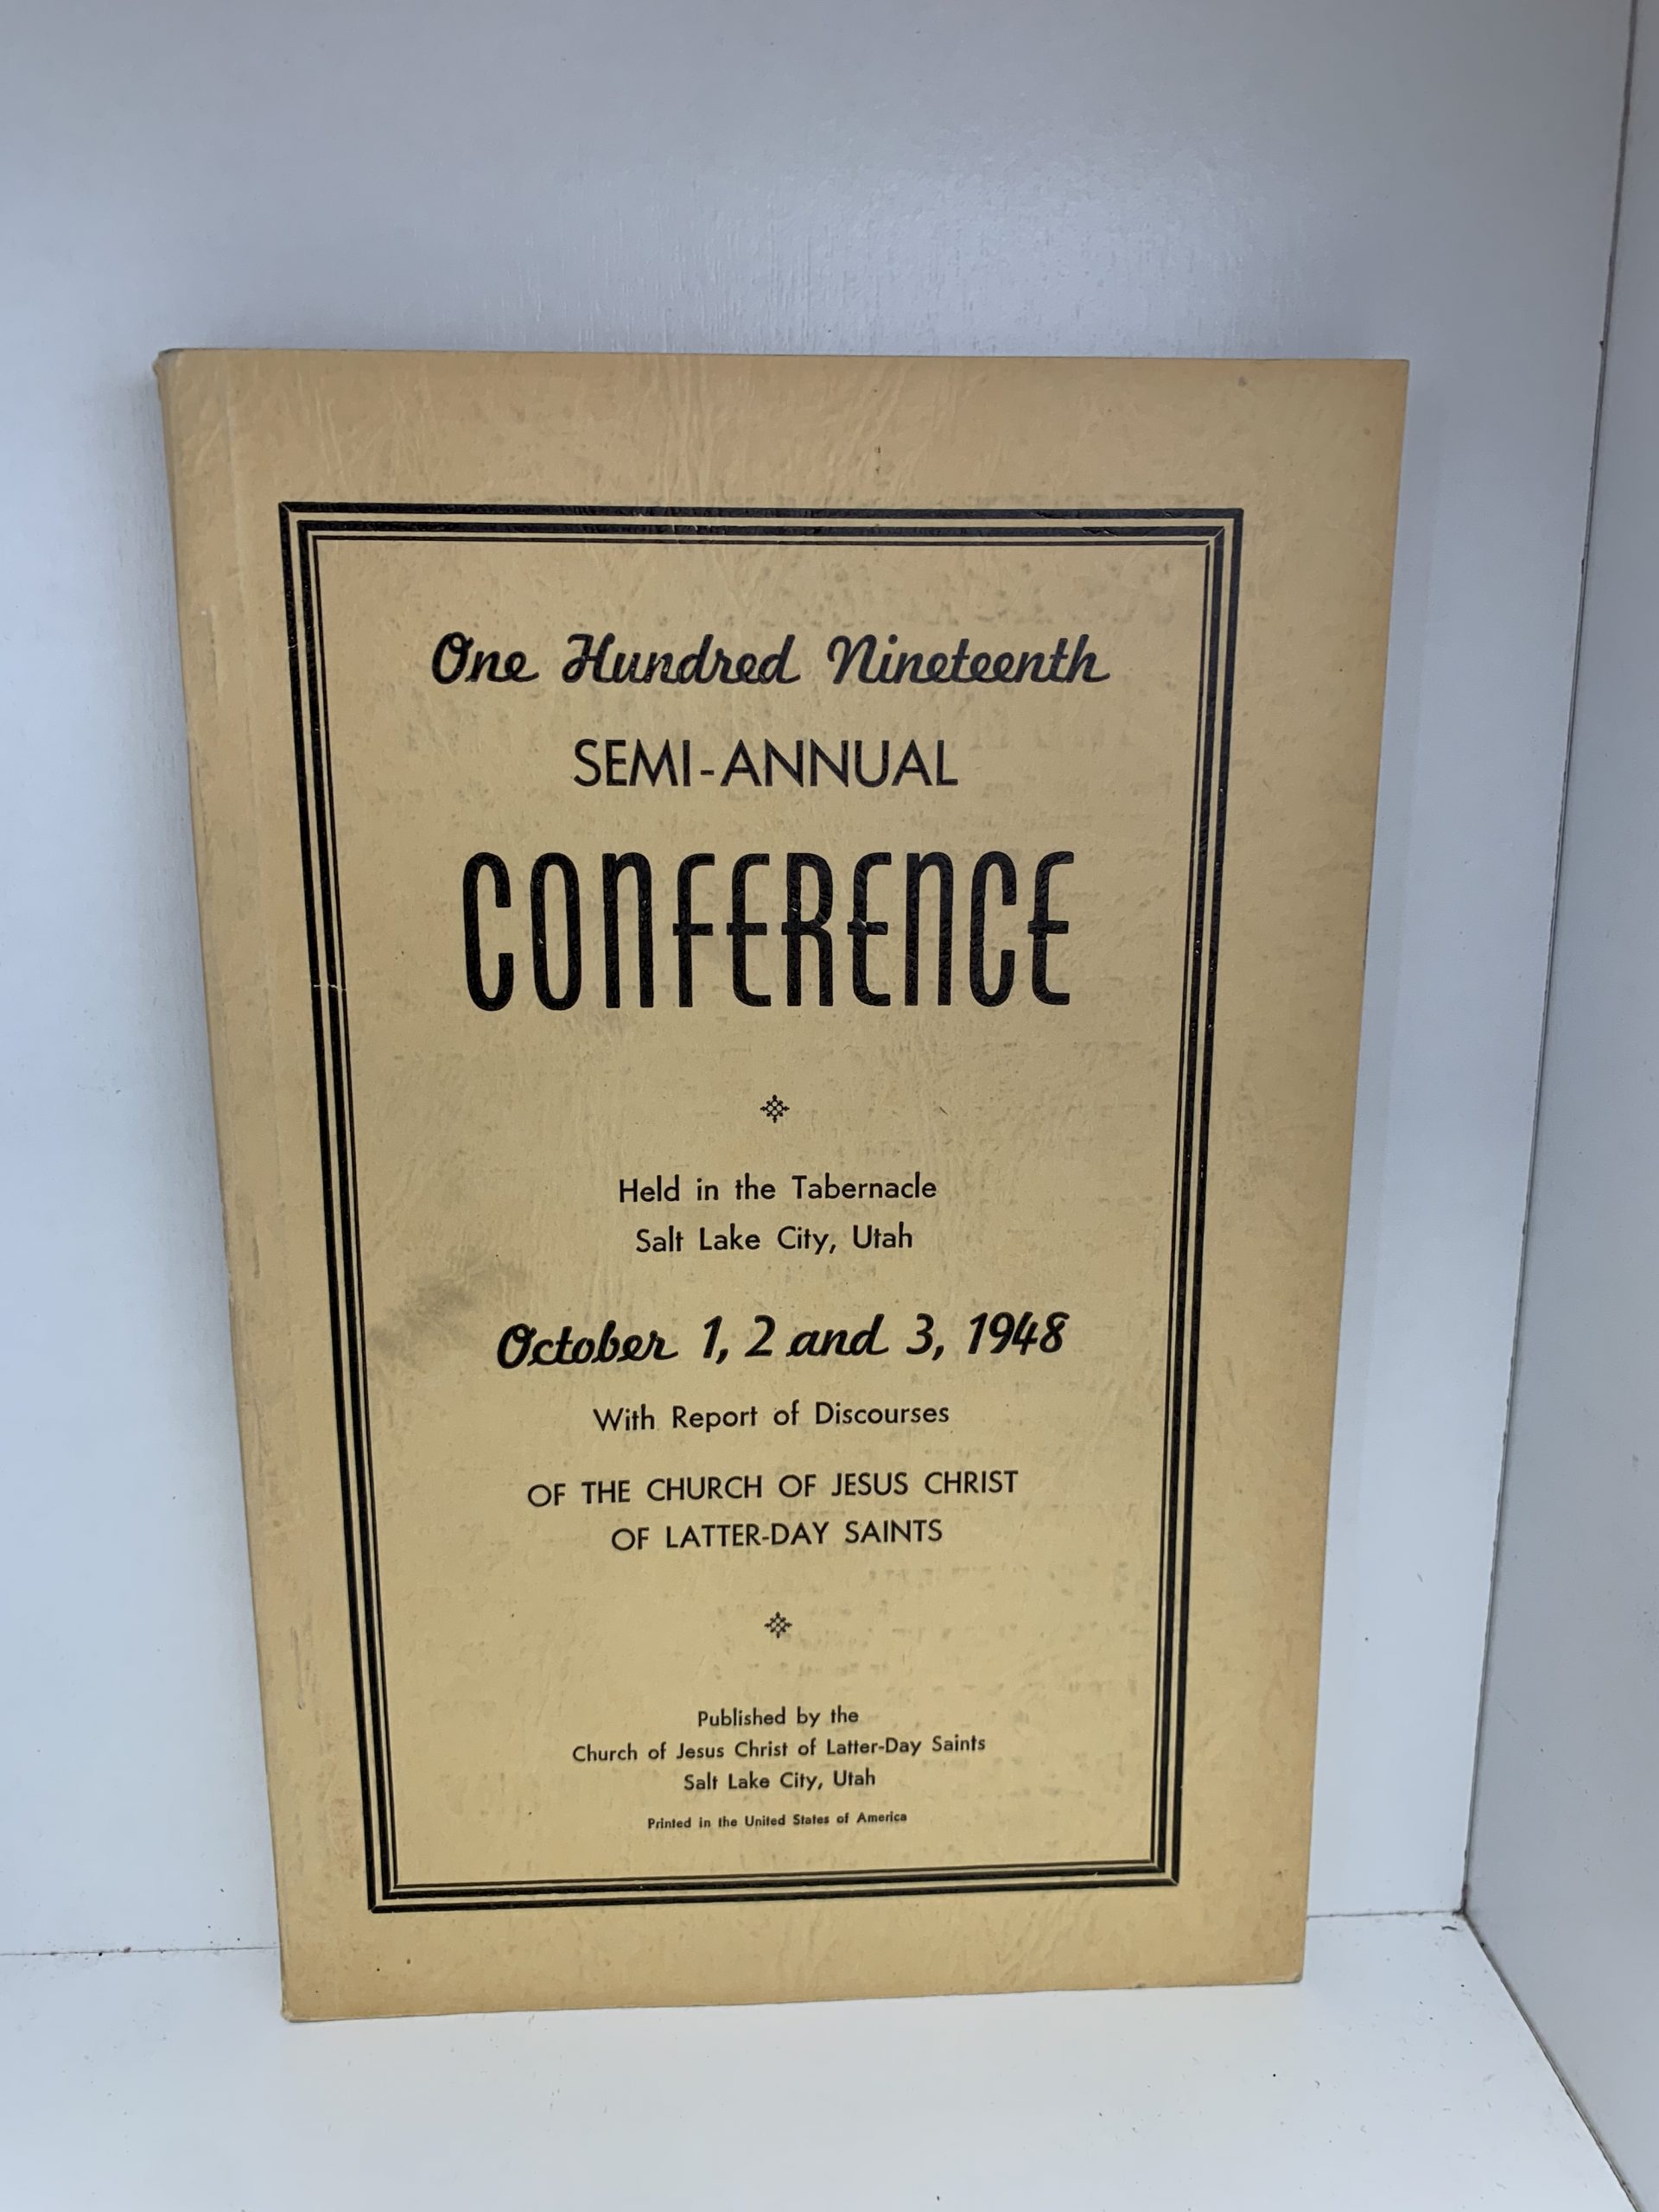 One Hundred Nineteenth
SEMI-ANNUAL
CONFERENCE
Held in the Tabernacle
Salt Lake City, Utah
October 1, 2 and 3, 1948
With Report of Discourses
OF THE CHURCH OF JESUS CHRIST
OF LATTER-DAY SAINTS
Published by the
Church of Jesus Christ of Latter-Day Saints
Salt Lake City, Utah
Printed in the United States of America